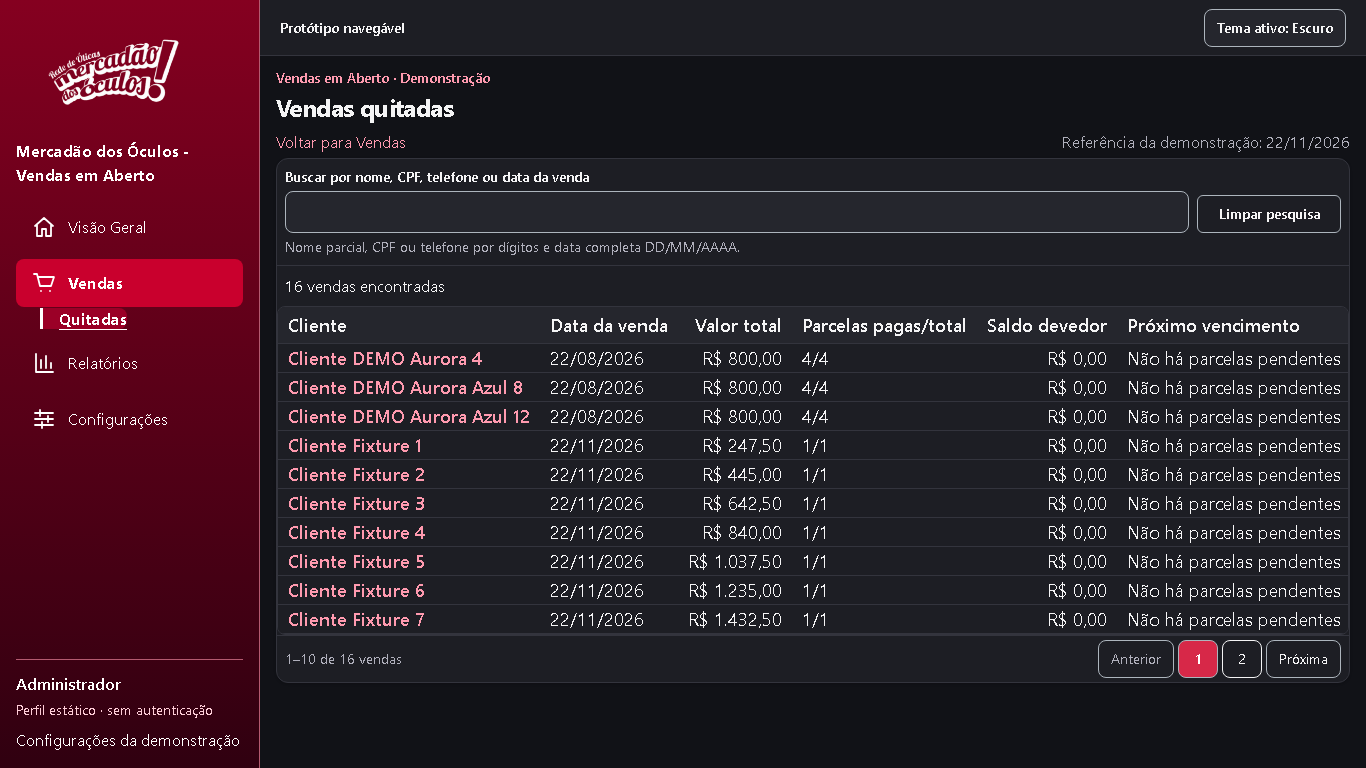 Rede de Óticas
mercadão
dos óculos!
Mercadão dos Óculos -
Vendas em Aberto
Visão Geral
Vendas
Quitadas
Relatórios
Configurações
Administrador
Perfil estático · sem autenticação
Configurações da demonstração
Protótipo navegável
Tema ativo: Escuro
Vendas em Aberto · Demonstração
Vendas quitadas
Voltar para Vendas
Referência da demonstração: 22/11/2026
Buscar por nome, CPF, telefone ou data da venda
Limpar pesquisa
Nome parcial, CPF ou telefone por dígitos e data completa DD/MM/AAAA.
16 vendas encontradas
Cliente Data da venda Valor total Parcelas pagas/total Saldo devedor Próximo vencimento
Cliente DEMO Aurora 4 22/08/2026 R$ 800,00 4/4 R$ 0,00 Não há parcelas pendentes
Cliente DEMO Aurora Azul 8 22/08/2026 R$ 800,00 4/4 R$ 0,00 Não há parcelas pendentes
Cliente DEMO Aurora Azul 12 22/08/2026 R$ 800,00 4/4 R$ 0,00 Não há parcelas pendentes
Cliente Fixture 1 22/11/2026 R$ 247,50 1/1 R$ 0,00 Não há parcelas pendentes
Cliente Fixture 2 22/11/2026 R$ 445,00 1/1 R$ 0,00 Não há parcelas pendentes
Cliente Fixture 3 22/11/2026 R$ 642,50 1/1 R$ 0,00 Não há parcelas pendentes
Cliente Fixture 4 22/11/2026 R$ 840,00 1/1 R$ 0,00 Não há parcelas pendentes
Cliente Fixture 5 22/11/2026 R$ 1.037,50 1/1 R$ 0,00 Não há parcelas pendentes
Cliente Fixture 6 22/11/2026 R$ 1.235,00 1/1 R$ 0,00 Não há parcelas pendentes
Cliente Fixture 7 22/11/2026 R$ 1.432,50 1/1 R$ 0,00 Não há parcelas pendentes
1–10 de 16 vendas
Anterior 1 2 Próxima